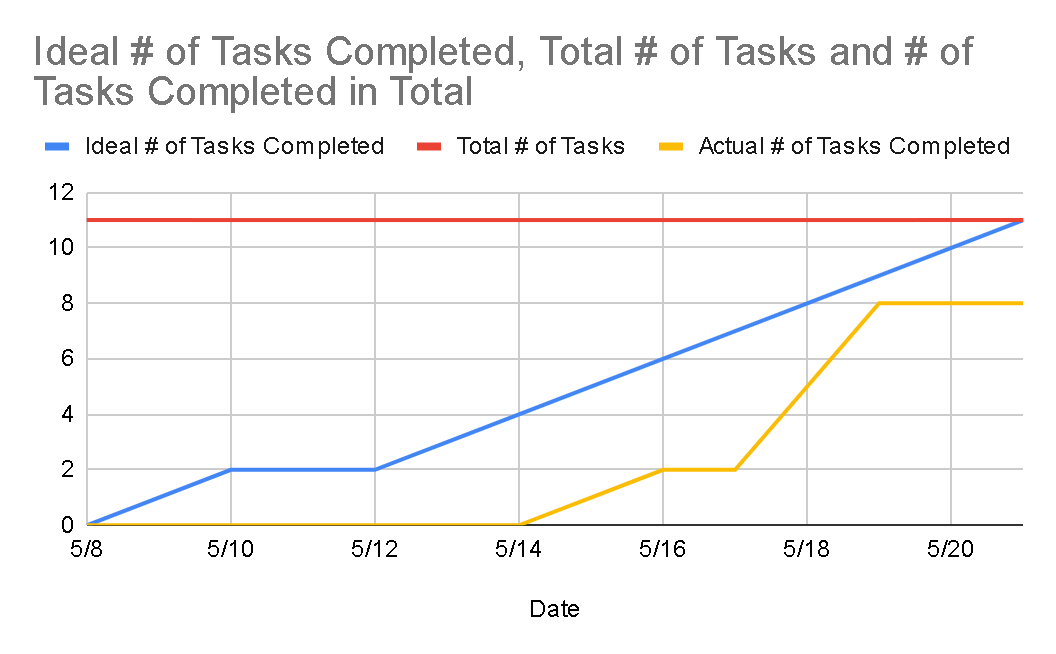 Ideal # of Tasks Completed, Total # of Tasks and # of
Tasks Completed in Total
Ideal # of Tasks Completed Total # of Tasks Actual # of Tasks Completed
12
10
8
6
4
2
0
5/8 5/10 5/12 5/14 5/16 5/18 5/20
Date